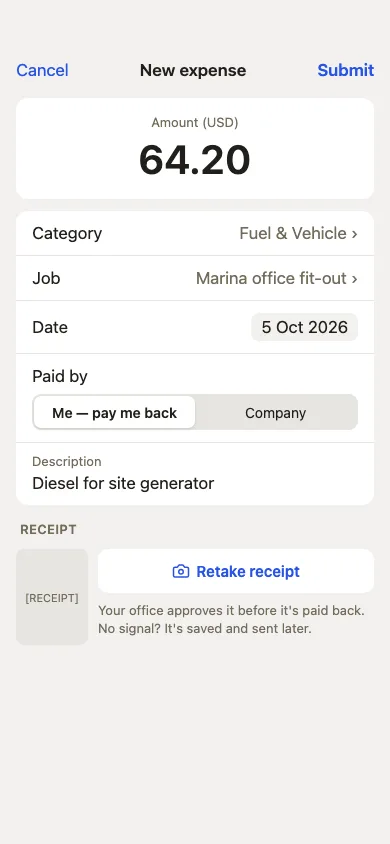 Cancel New expense Submit
Amount (USD)
64.20
Category Fuel & Vehicle ›
Job Marina office fit-out ›
Date 5 Oct 2026
Paid by
Me — pay me back Company
Description
Diesel for site generator
RECEIPT
[RECEIPT]
Retake receipt
Your office approves it before it's paid back.
No signal? It's saved and sent later.